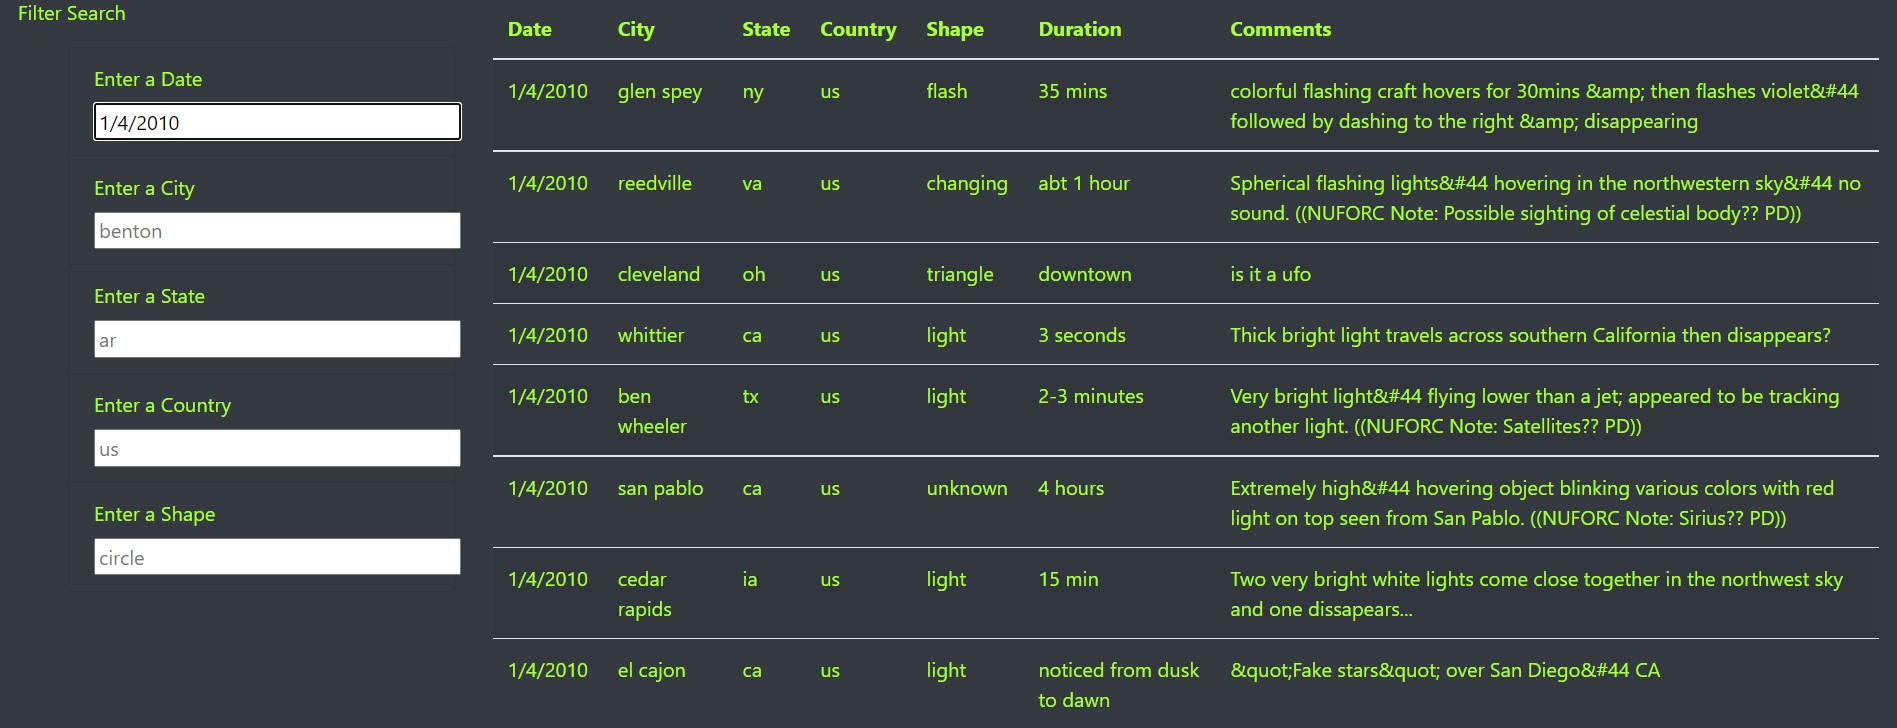 Filter Search
Enter a Date
1/4/2010
Enter a City
benton
Enter a State
ar
Enter a Country
us
Enter a Shape
circle
Date City State Country Shape Duration Comments
1/4/2010 glen spey ny us flash 35 mins colorful flashing craft hovers for 30mins &amp; then flashes violet&#44
followed by dashing to the right &amp; disappearing
1/4/2010 reedville va us changing abt 1 hour Spherical flashing lights&#44 hovering in the northwestern sky&#44 no
sound. ((NUFORC Note: Possible sighting of celestial body?? PD))
1/4/2010 cleveland oh us triangle downtown is it a ufo
1/4/2010 whittier ca us light 3 seconds Thick bright light travels across southern California then disappears?
1/4/2010 ben tx us light 2-3 minutes Very bright light&#44 flying lower than a jet; appeared to be tracking
wheeler another light. ((NUFORC Note: Satellites?? PD))
1/4/2010 san pablo ca us unknown 4 hours Extremely high&#44 hovering object blinking various colors with red
light on top seen from San Pablo. ((NUFORC Note: Sirius?? PD))
1/4/2010 cedar ia us light 15 min Two very bright white lights come close together in the northwest sky
rapids and one dissapears...
1/4/2010 el cajon ca us light noticed from dusk &quot;Fake stars&quot; over San Diego&#44 CA
to dawn